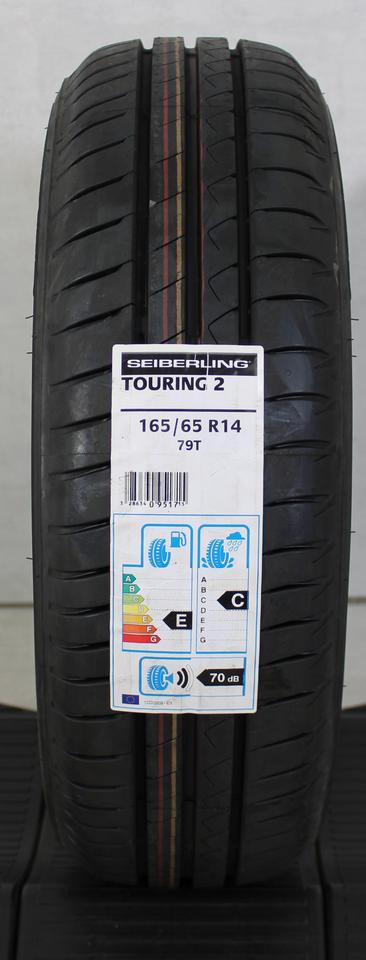 SEIBERLING
TOURING 2
165/65 R14
79T
A
B
C
E
F
G
E
A
B
C
D
E
F
G
C
70 dB